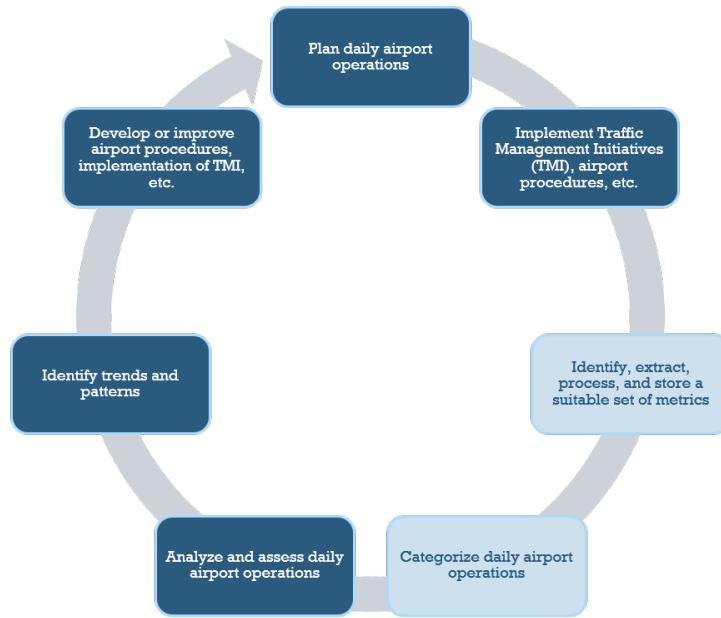 Plan daily airport
operations
Implement Traffic
Management Initiatives
(TMI), airport
procedures, etc.
Identify, extract,
process, and store a
suitable set of metrics
Categorize daily airport
operations
Analyze and assess daily
airport operations
Identify trends and
patterns
Develop or improve
airport procedures,
implementation of TMI,
etc.